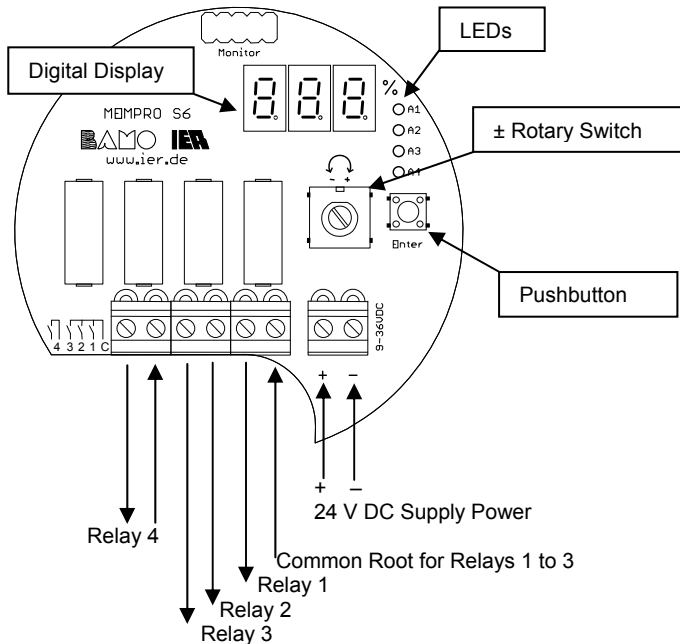 LEDs
Monitor
Digital Display
%
A1
MEMPRO S6
A2
BAMO IER
± Rotary Switch
www.ier.de
A3
A4
- +
Enter
Pushbutton
9-36VDC
4 3 2 1 C
+ −
+ −
24 V DC Supply Power
Relay 4
Common Root for Relays 1 to 3
Relay 1
Relay 2
Relay 3